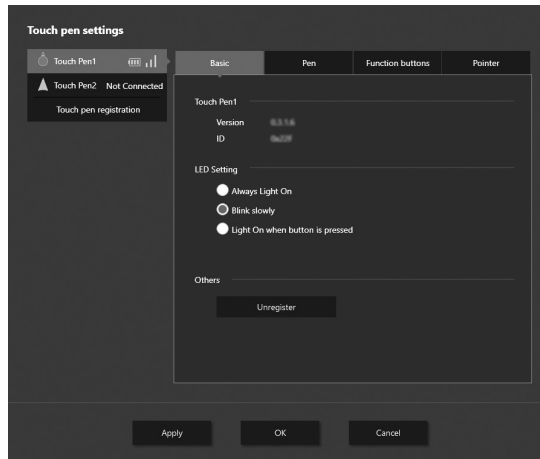 Touch pen settings
Touch Pen1
Touch Pen2 Not Connected
Touch pen registration
Basic Pen Function buttons Pointer
Touch Pen1
Version
ID
LED Setting
Always Light On
Blink slowly
Light On when button is pressed
Others
Unregister
Apply OK Cancel